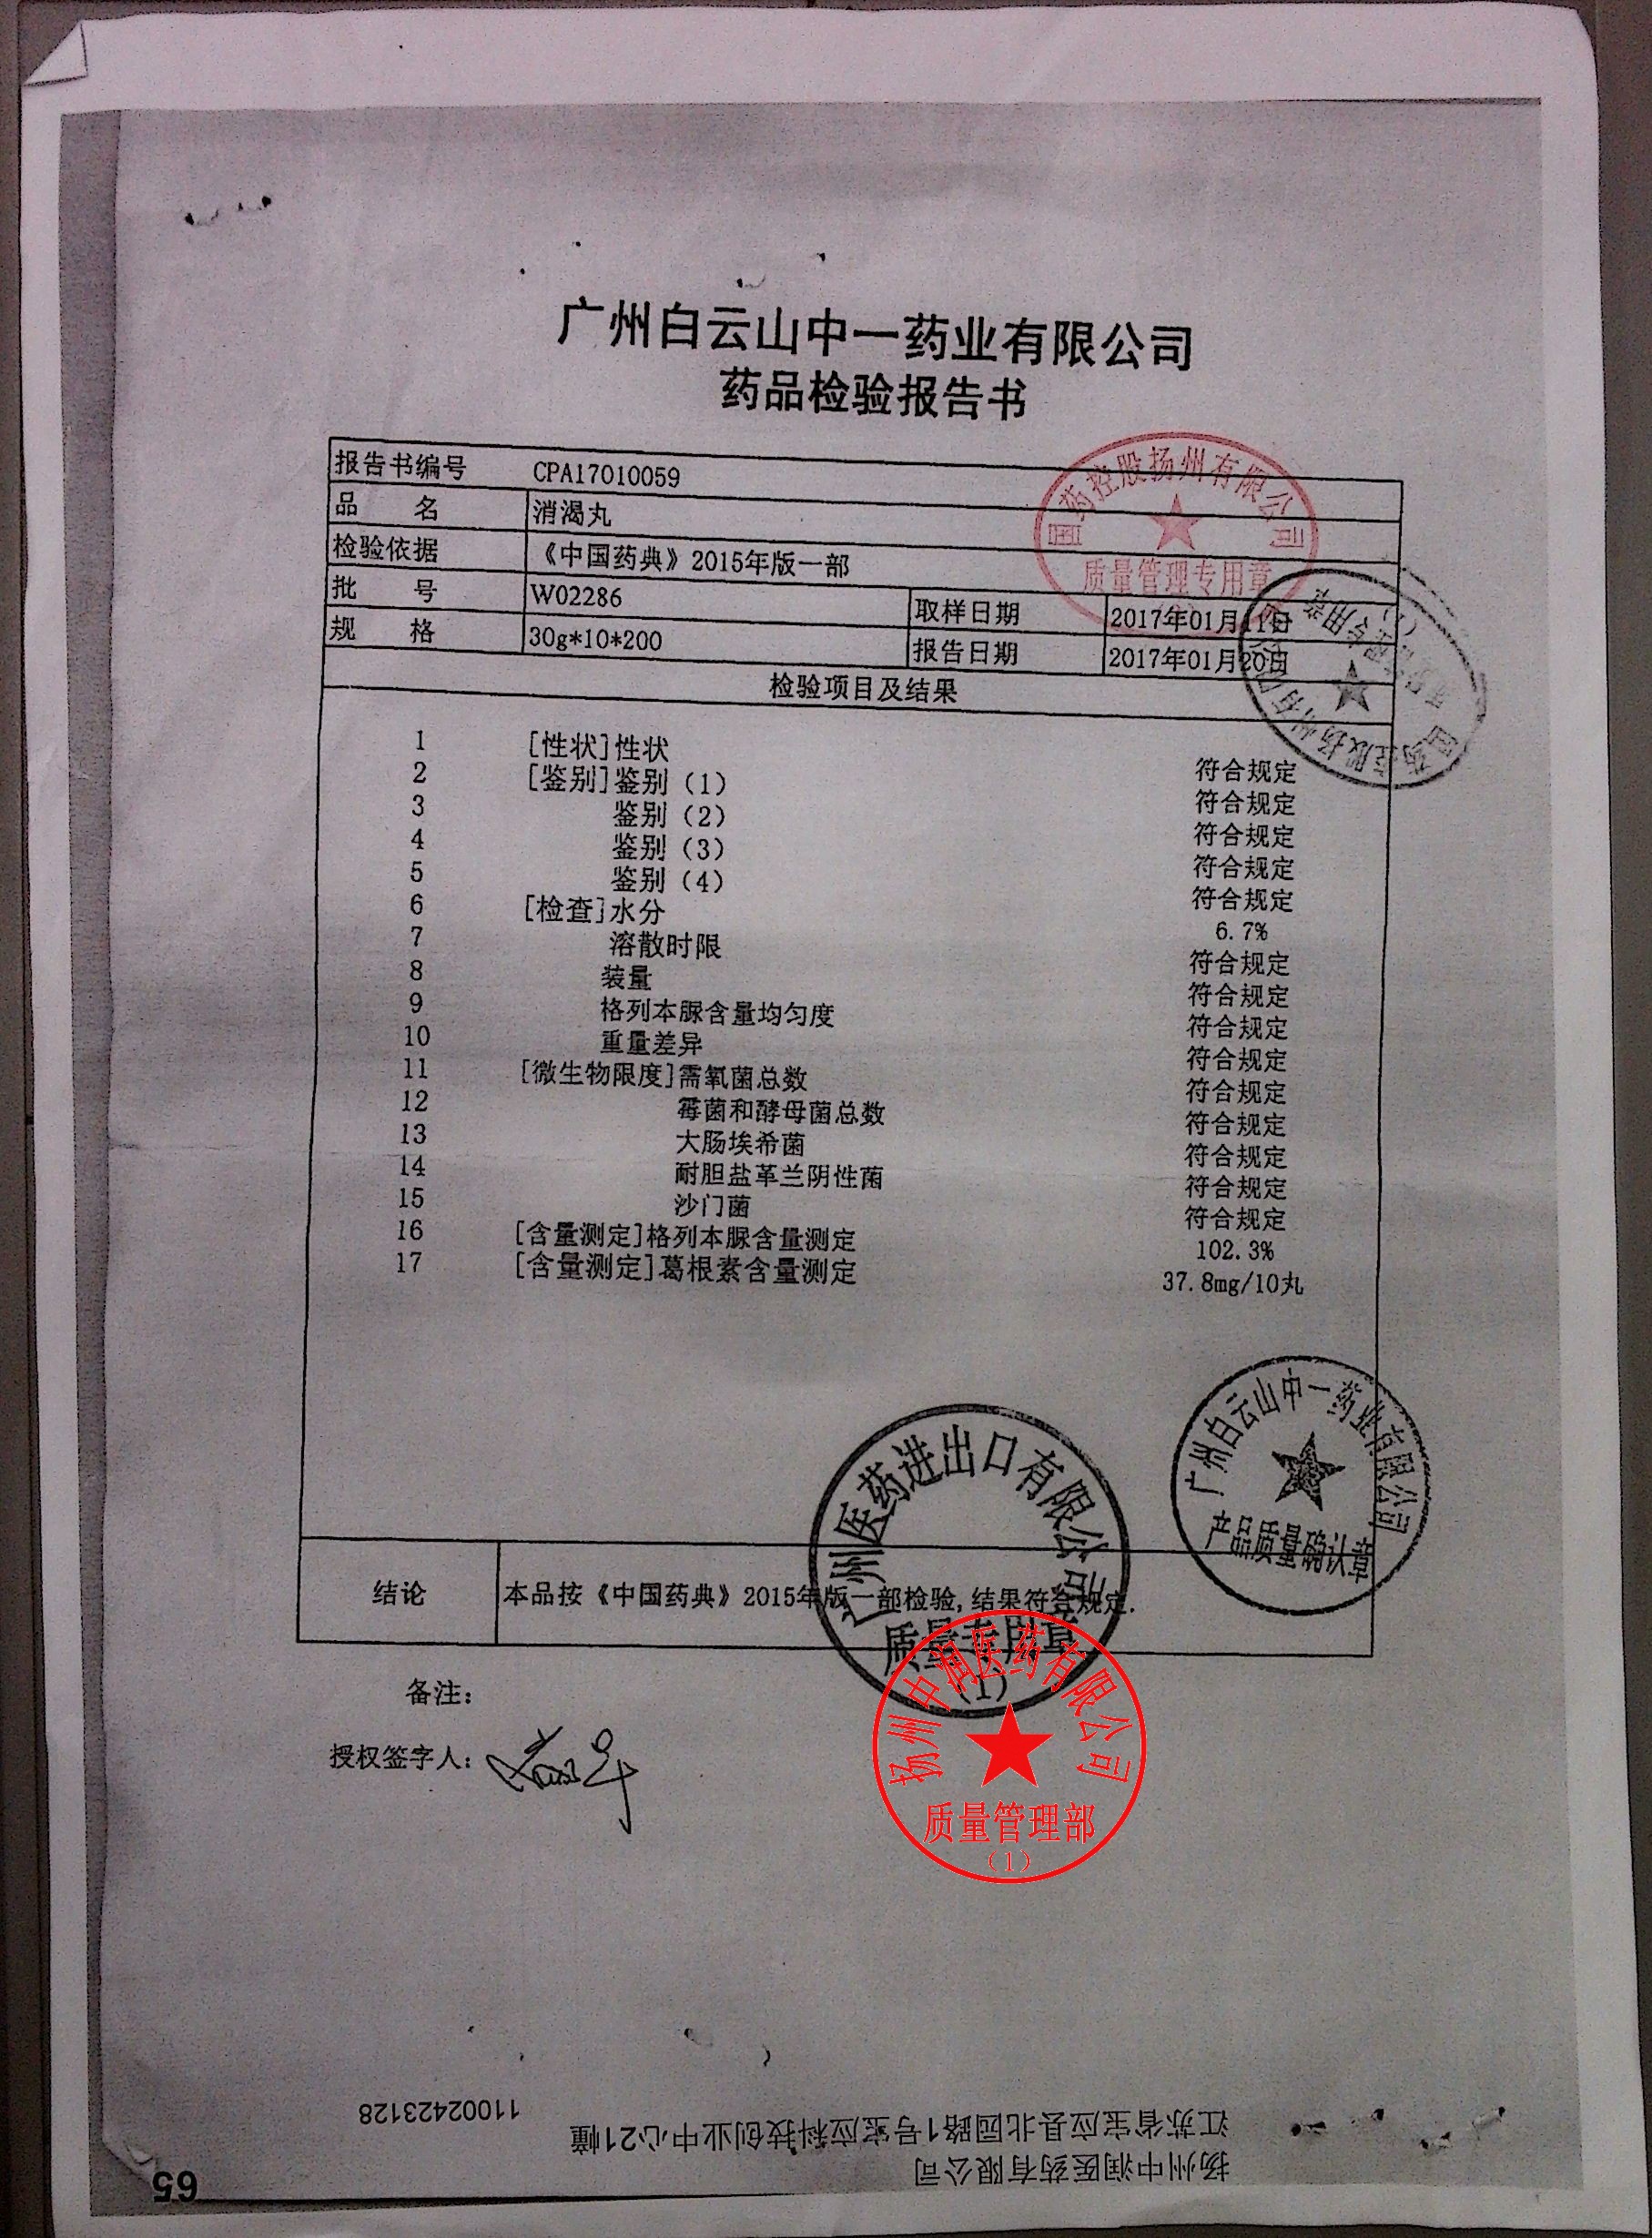 广州白云山中一药业有限公司
药品检验报告书
报告书编号 CPA17010059
品 名 消渴丸
检验依据 《中国药典》2015年版一部
批 号 W02286 取样日期 2017年01月11日
规 格 30g*10*200 报告日期 2017年01月20日
检验项目及结果
1 [性状]性状 符合规定
2 [鉴别]鉴别（1） 符合规定
3 鉴别（2） 符合规定
4 鉴别（3） 符合规定
5 鉴别（4） 符合规定
6 [检查]水分 6.7%
7 溶散时限 符合规定
8 装量 符合规定
9 格列本脲含量均匀度 符合规定
10 重量差异 符合规定
11 [微生物限度]需氧菌总数 符合规定
12 霉菌和酵母菌总数 符合规定
13 大肠埃希菌 符合规定
14 耐胆盐革兰阴性菌 符合规定
15 沙门菌 符合规定
16 [含量测定]格列本脲含量测定 102.3%
17 [含量测定]葛根素含量测定 37.8mg/10丸
结论 本品按《中国药典》2015年版一部检验,结果符合规定.
备注：
授权签字人：
国药控股扬州有限公司
质量管理专用章
国药控股扬州有限公司
广州医药进出口有限公司
质量专用章
(1)
广州白云山中一药业有限公司
产品质量确认章
扬州中润医药有限公司
质量管理部
（1）
扬州中润医药有限公司
江苏省宝应县北园路1号宝应科技创业中心21幢
11002423128
65